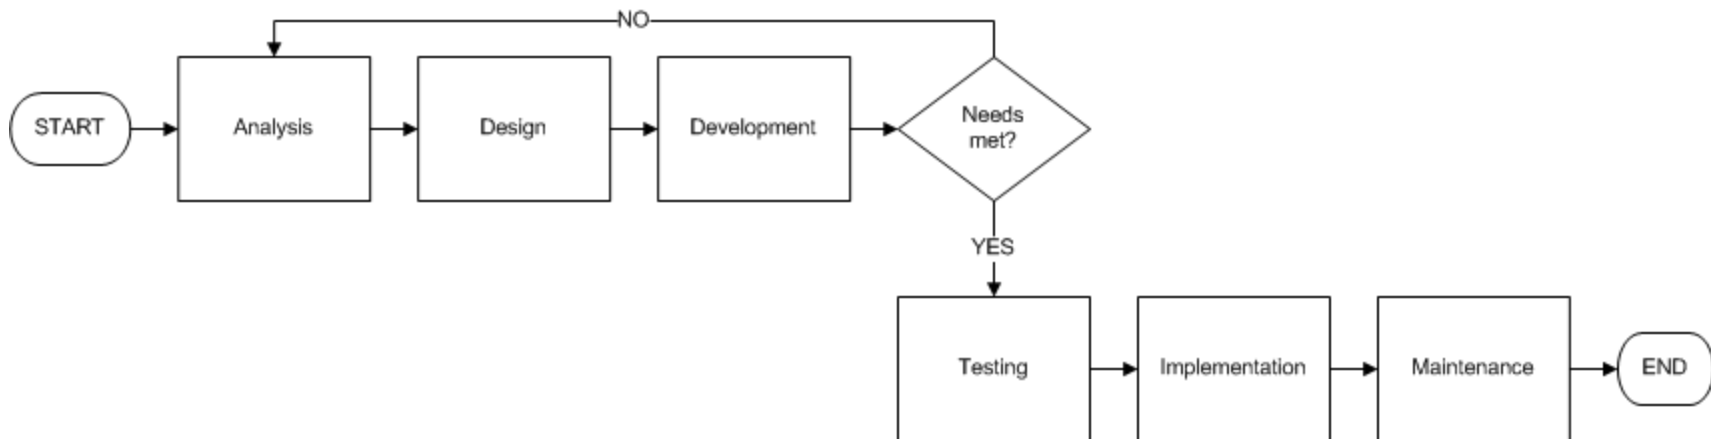 NO
START
Analysis
Design
Development
Needs
met?
YES
Testing
Implementation
Maintenance
END